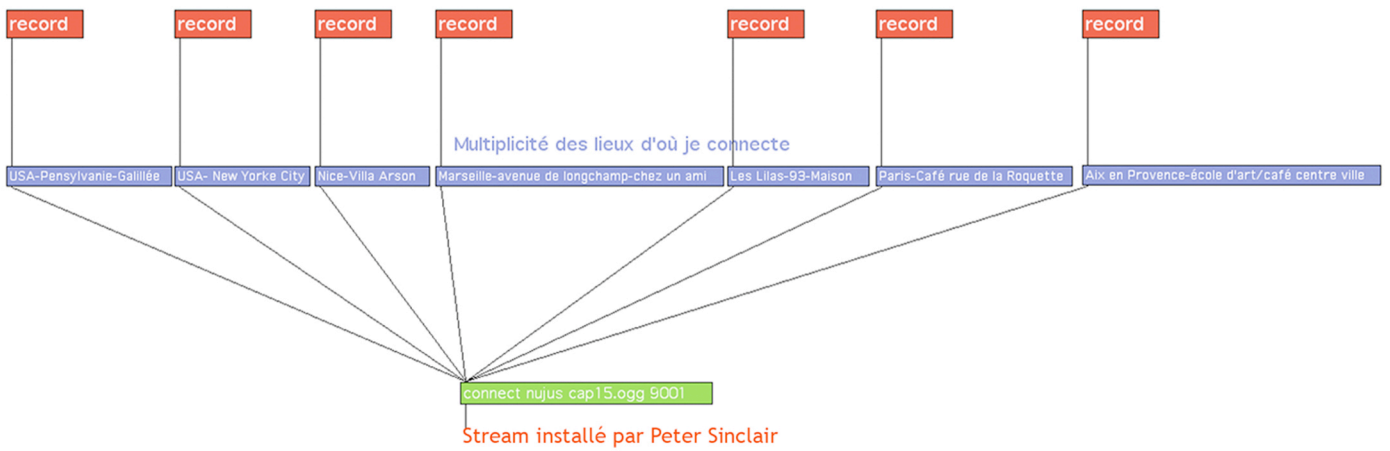 record
record
record
record
record
record
record
Multiplicité des lieux d'où je connecte
USA-Pensylvanie-Galillée
USA- New Yorke City
Nice-Villa Arson
Marseille-avenue de longchamp-chez un ami
Les Lilas-93-Maison
Paris-Café rue de la Roquette
Aix en Provence-école d'art/café centre ville
connect nujus cap15.ogg 9001
Stream installé par Peter Sinclair